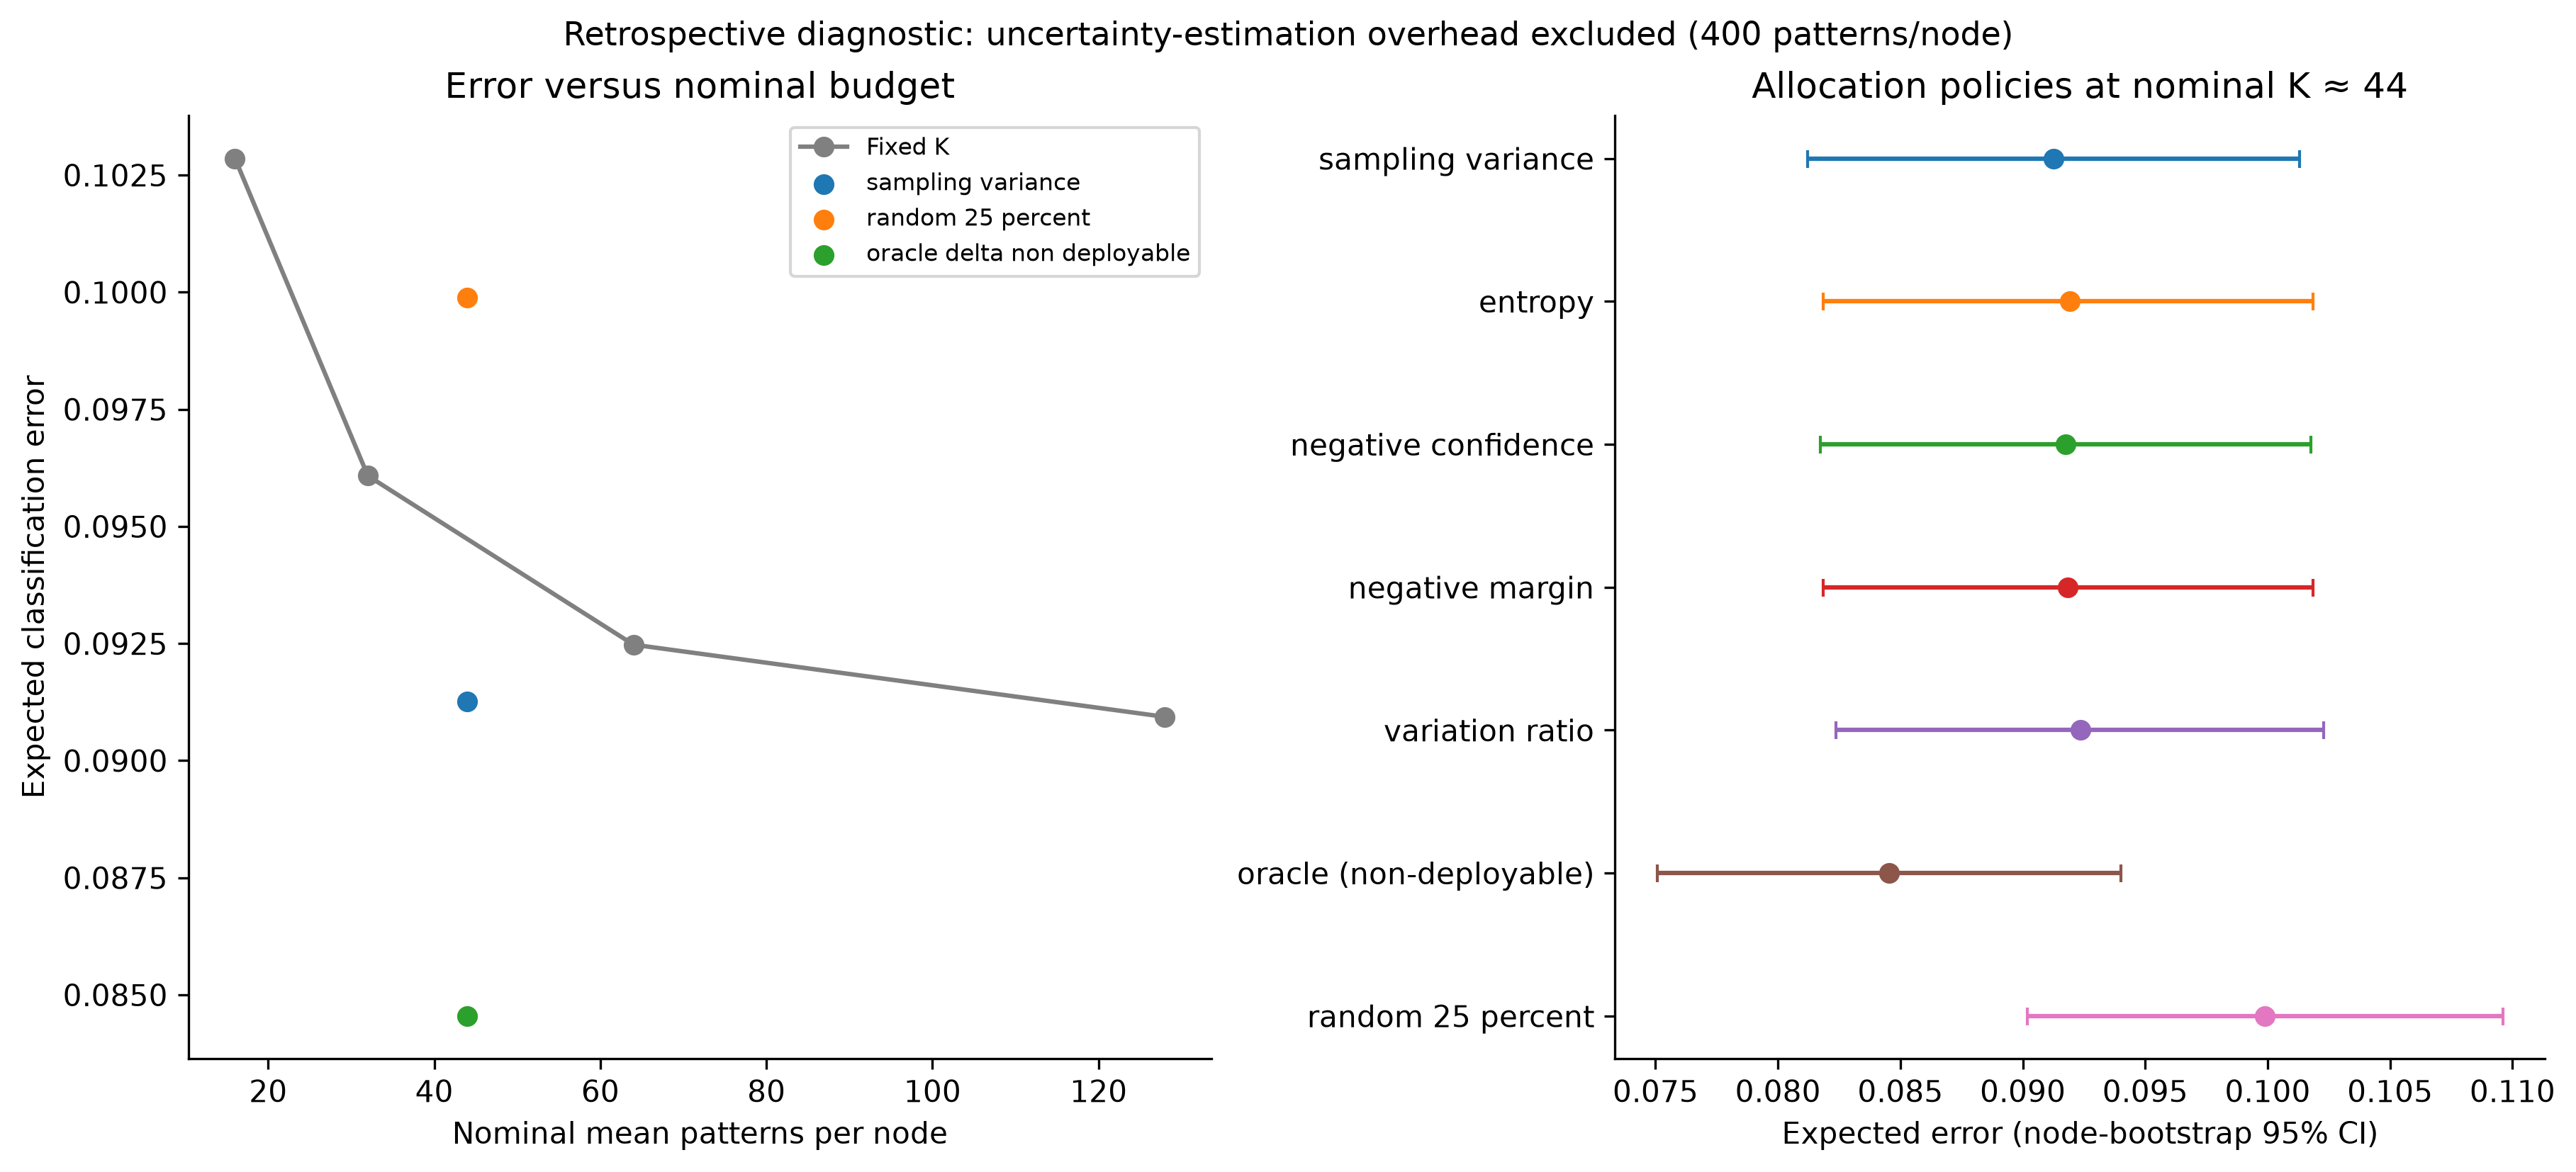 Retrospective diagnostic: uncertainty-estimation overhead excluded (400 patterns/node)
Error versus nominal budget
Expected classification error
0.1025
0.1000
0.0975
0.0950
0.0925
0.0900
0.0875
0.0850
Fixed K
sampling variance
random 25 percent
oracle delta non deployable
20 40 60 80 100 120
Nominal mean patterns per node
Allocation policies at nominal K ≈ 44
sampling variance
entropy
negative confidence
negative margin
variation ratio
oracle (non-deployable)
random 25 percent
0.075 0.080 0.085 0.090 0.095 0.100 0.105 0.110
Expected error (node-bootstrap 95% CI)